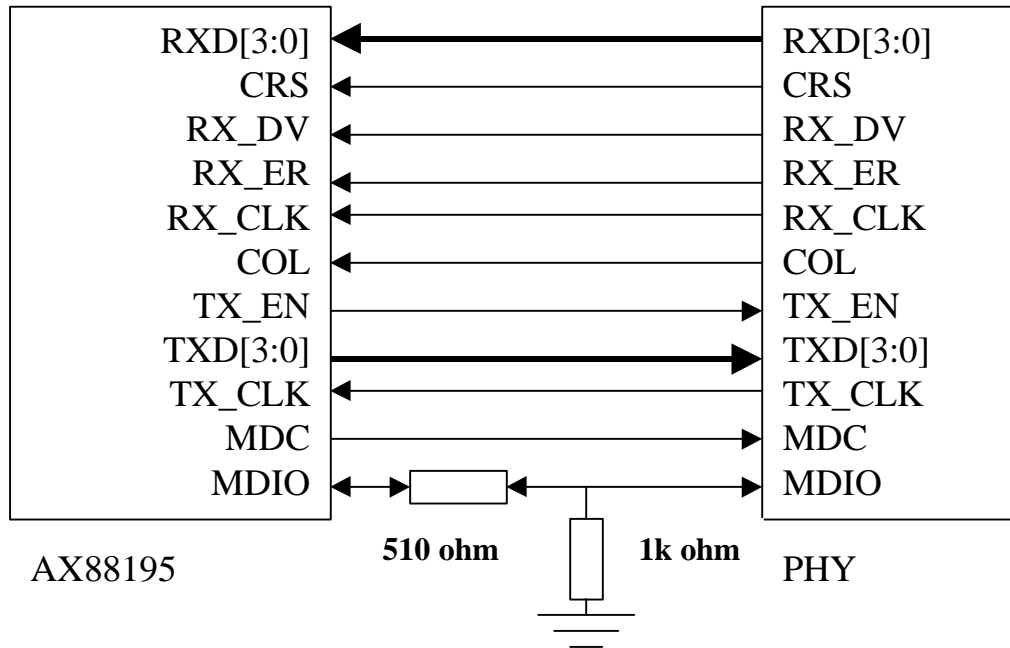 RXD[3:0] RXD[3:0]
CRS CRS
RX_DV RX_DV
RX_ER RX_ER
RX_CLK RX_CLK
COL COL
TX_EN TX_EN
TXD[3:0] TXD[3:0]
TX_CLK TX_CLK
MDC MDC
MDIO MDIO
510 ohm 1k ohm
AX88195 PHY